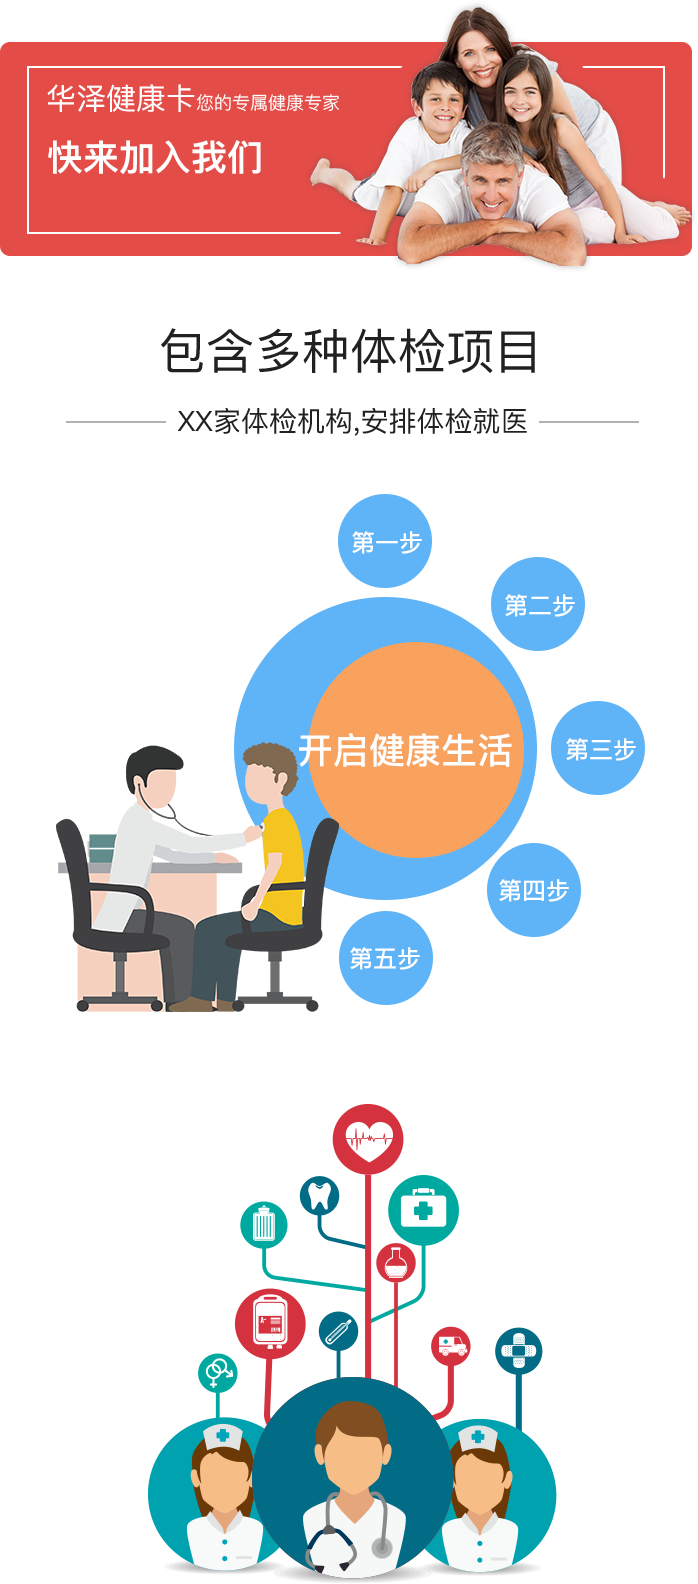 华泽健康卡您的专属健康专家
快来加入我们
包含多种体检项目
XX家体检机构,安排体检就医
第一步
第二步
开启健康生活
第三步
第四步
第五步
A-